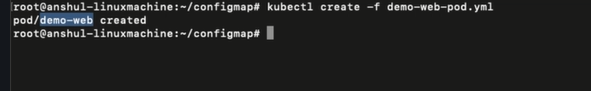 root@anshul-linuxmachine:~/configmap# kubectl create -f demo-web-pod.yml
pod/demo-web created
root@anshul-linuxmachine:~/configmap#